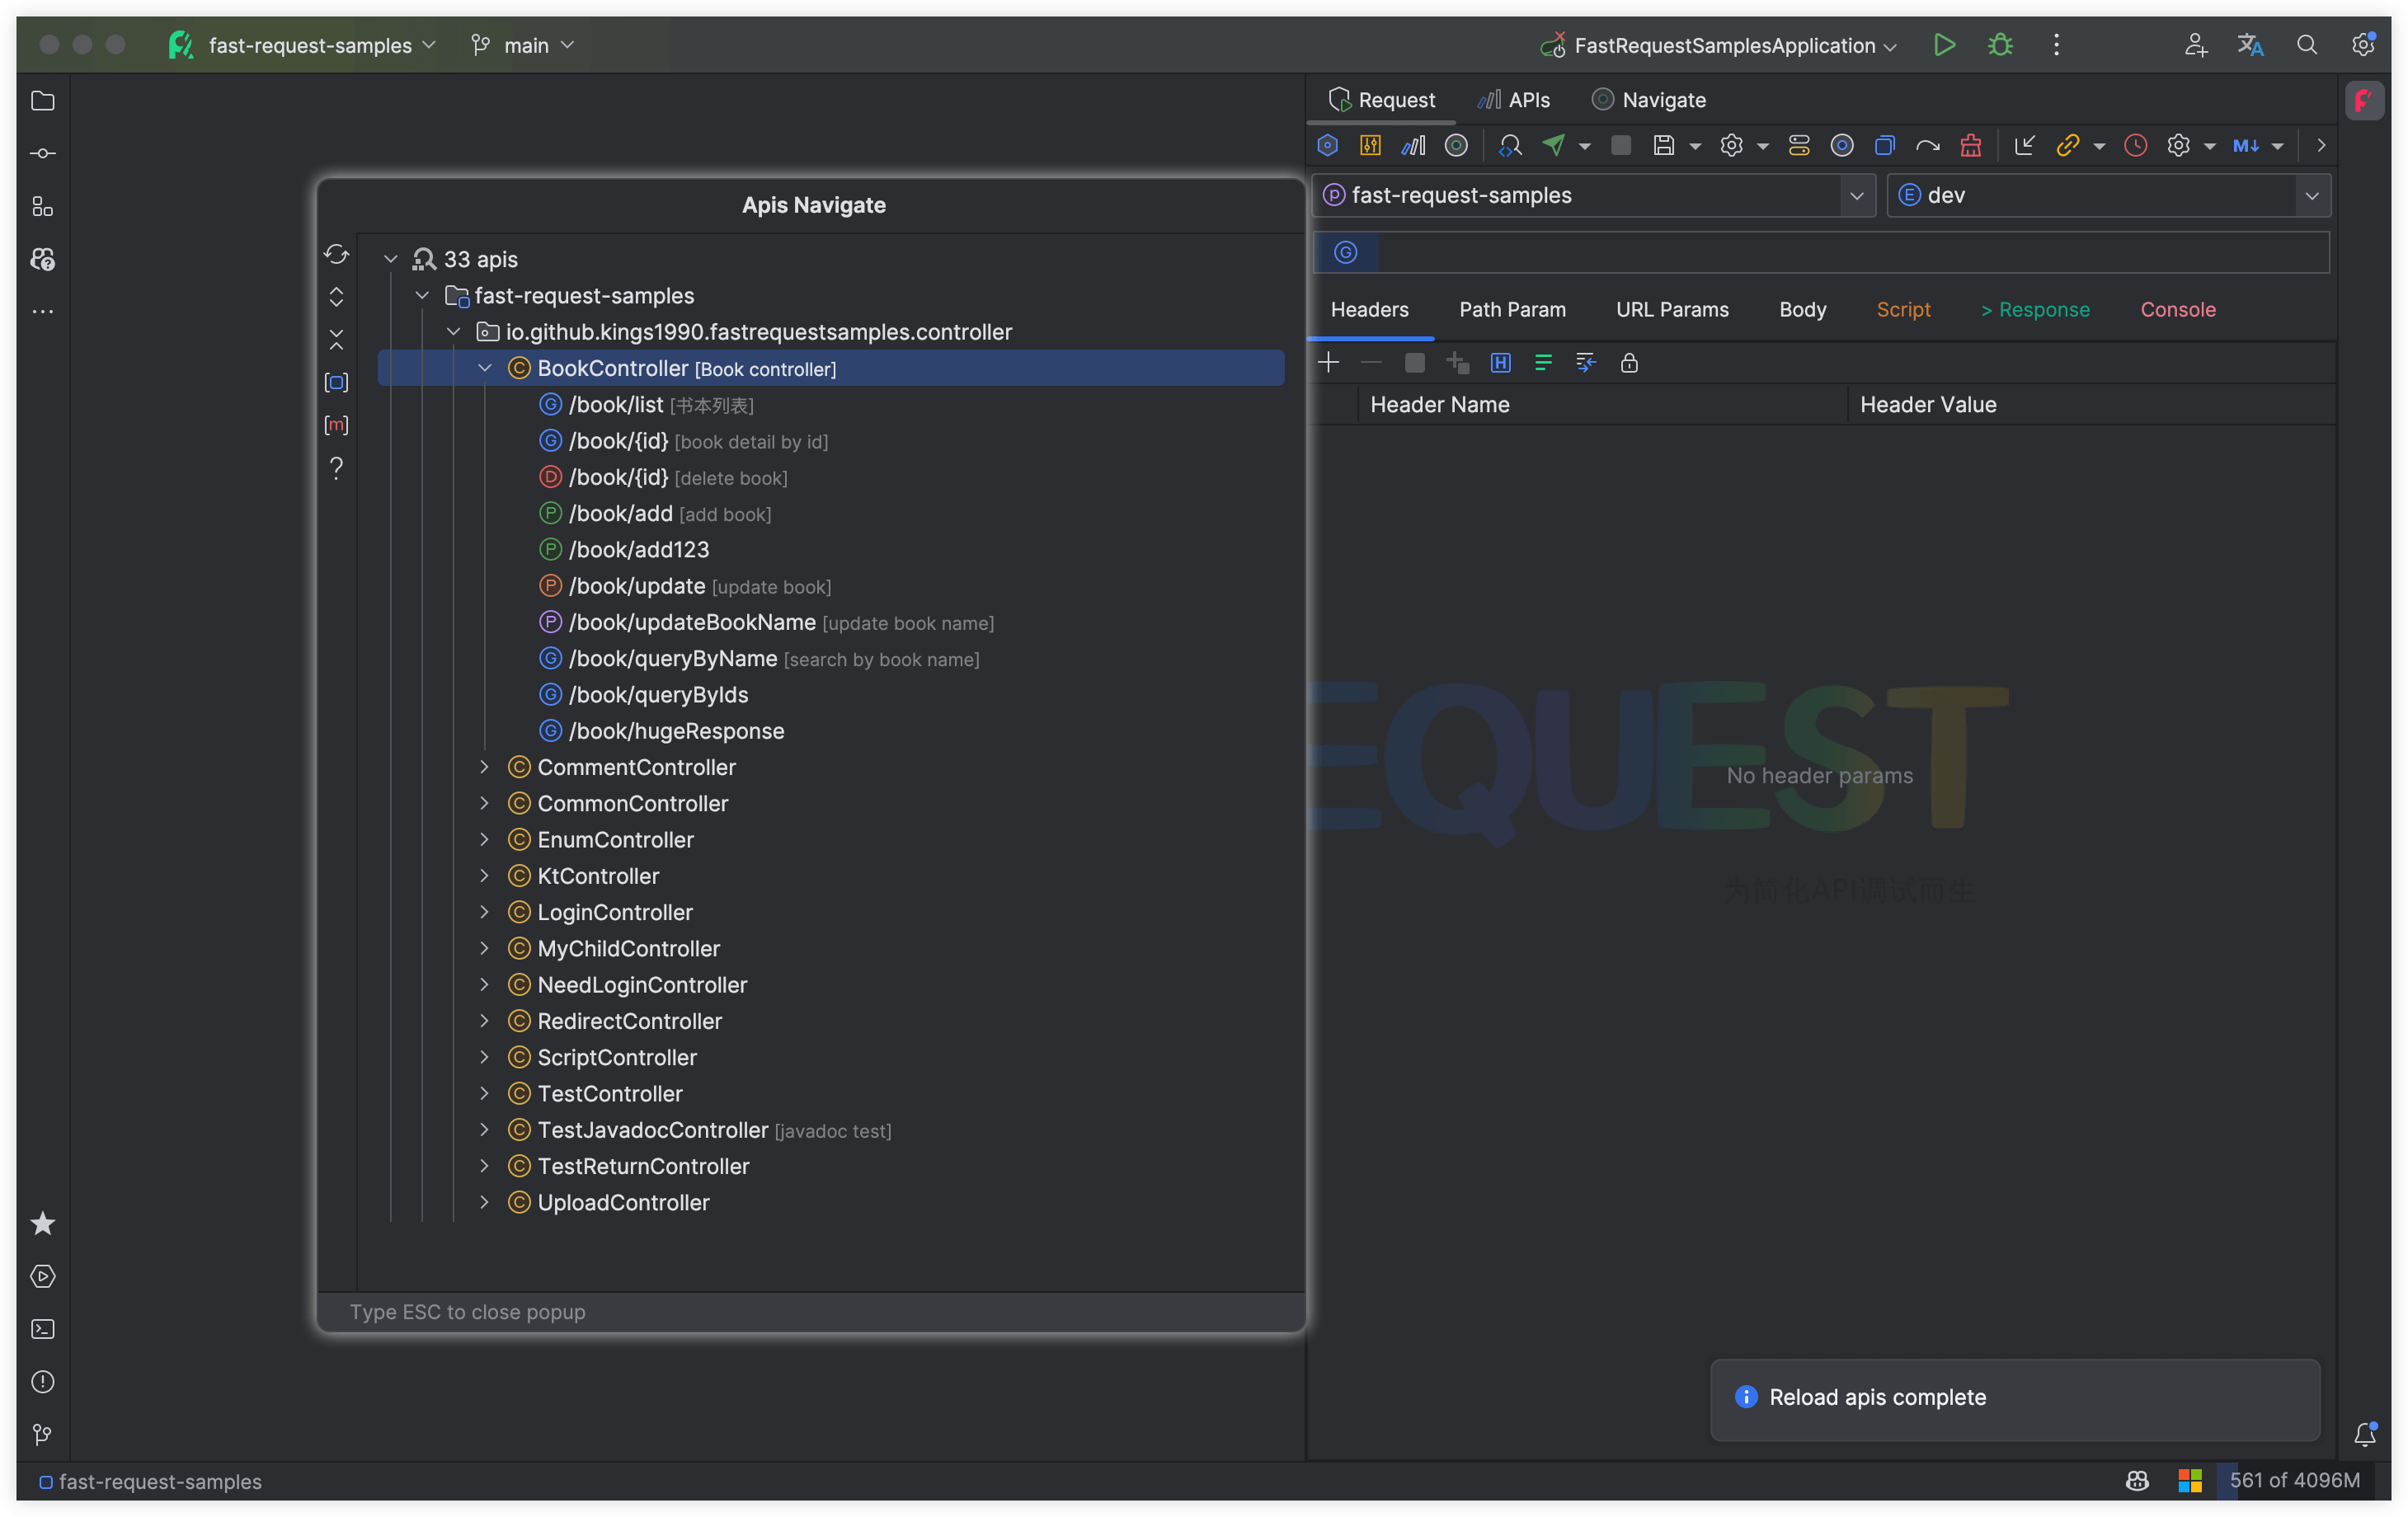 fast-request-samples
main
FastRequestSamplesApplication
Request
APIs
Navigate
M↓
fast-request-samples
dev
Headers
Path Param
URL Params
Body
Script
> Response
Console
Header Name
Header Value
EQUEST
No header params
为简化API调试而生
Apis Navigate
33 apis
fast-request-samples
io.github.kings1990.fastrequestsamples.controller
C BookController [Book controller]
G /book/list [书本列表]
G /book/{id} [book detail by id]
D /book/{id} [delete book]
P /book/add [add book]
P /book/add123
P /book/update [update book]
P /book/updateBookName [update book name]
G /book/queryByName [search by book name]
G /book/queryByIds
G /book/hugeResponse
C CommentController
C CommonController
C EnumController
C KtController
C LoginController
C MyChildController
C NeedLoginController
C RedirectController
C ScriptController
C TestController
C TestJavadocController [javadoc test]
C TestReturnController
C UploadController
Type ESC to close popup
Reload apis complete
fast-request-samples
561 of 4096M